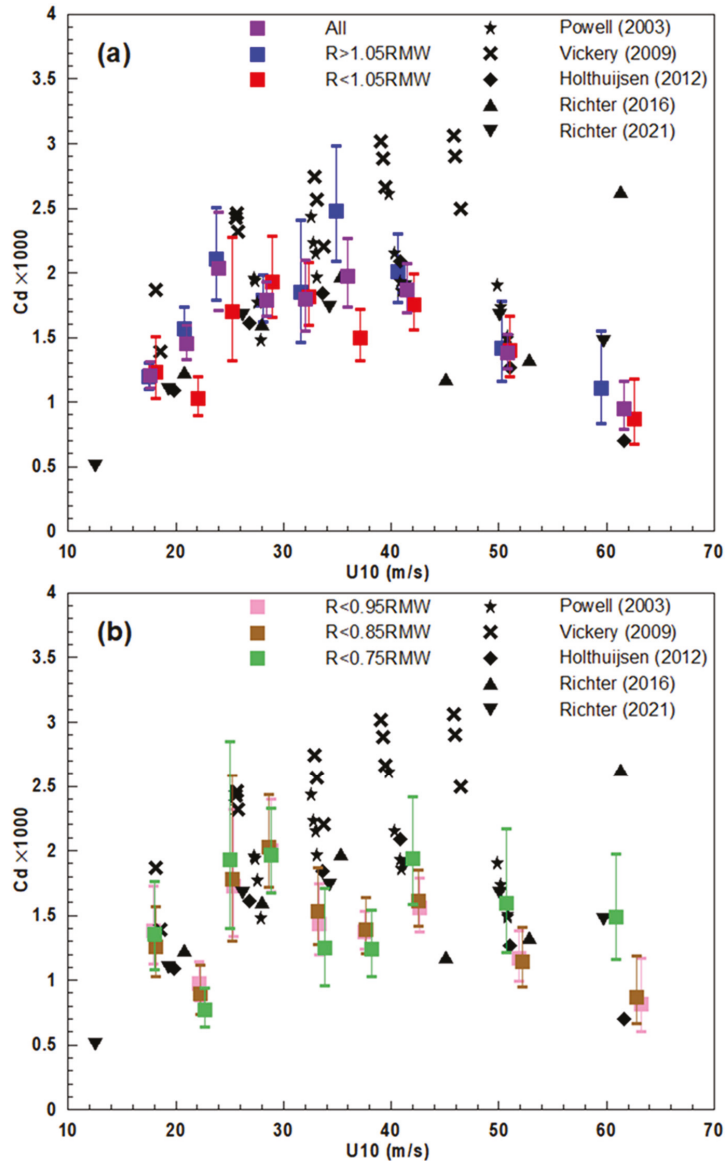 4
3.5
3
2.5
2
1.5
1
0.5
0
Cd ×1000
(a)
All
R>1.05RMW
R<1.05RMW
Powell (2003)
Vickery (2009)
Holthuijsen (2012)
Richter (2016)
Richter (2021)
10 20 30 40 50 60 70
U10 (m/s)
4
3.5
3
2.5
2
1.5
1
0.5
0
Cd ×1000
(b)
R<0.95RMW
R<0.85RMW
R<0.75RMW
Powell (2003)
Vickery (2009)
Holthuijsen (2012)
Richter (2016)
Richter (2021)
10 20 30 40 50 60 70
U10 (m/s)